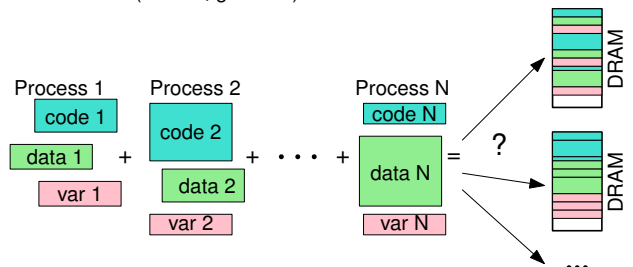 Process 1
code 1
data 1
var 1
+
Process 2
code 2
data 2
var 2
+ • • • +
Process N
code N
data N
var N
=
?
DRAM
DRAM
•••